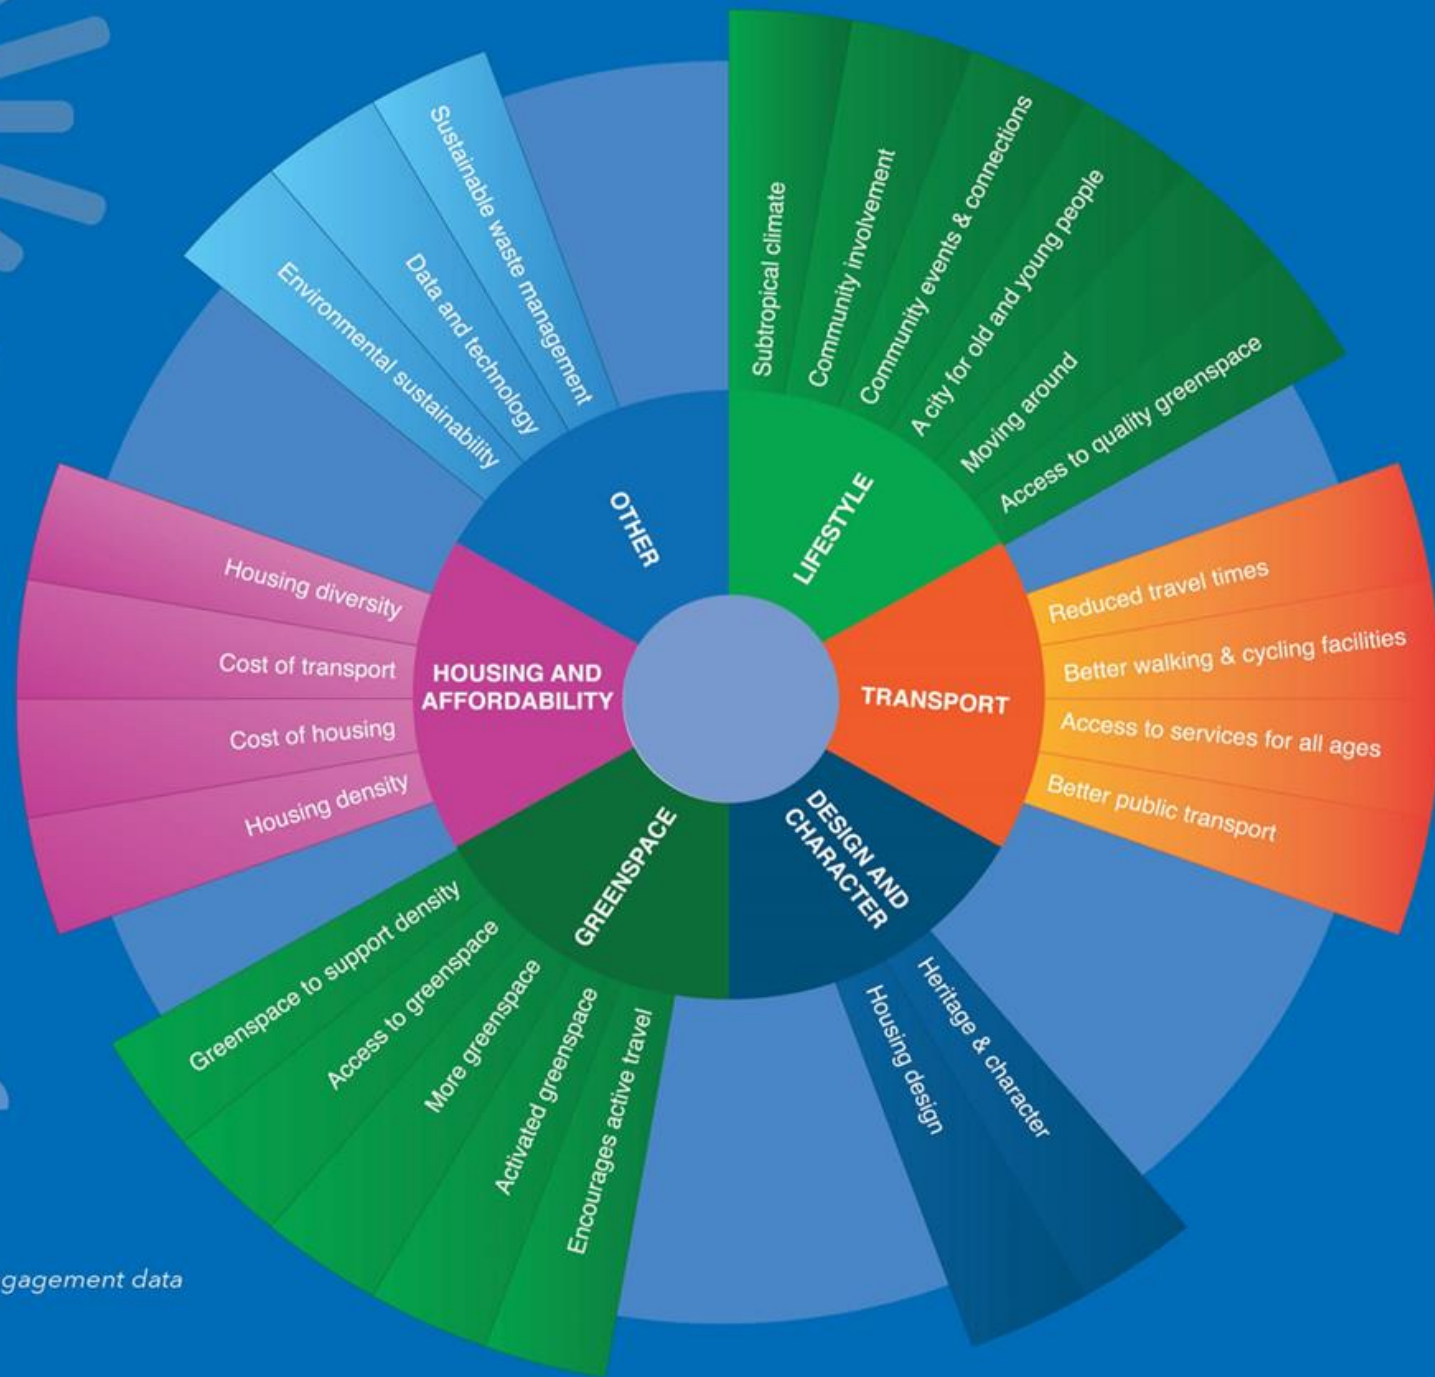 LIFESTYLE
Subtropical climate
Community involvement
Community events & connections
A city for old and young people
Moving around
Access to quality greenspace
TRANSPORT
Reduced travel times
Better walking & cycling facilities
Access to services for all ages
Better public transport
DESIGN AND
CHARACTER
Heritage & character
Housing design
GREENSPACE
Encourages active travel
Activated greenspace
More greenspace
Access to greenspace
Greenspace to support density
HOUSING AND
AFFORDABILITY
Housing density
Cost of housing
Cost of transport
Housing diversity
OTHER
Environmental sustainability
Data and technology
Sustainable waste management
gagement data